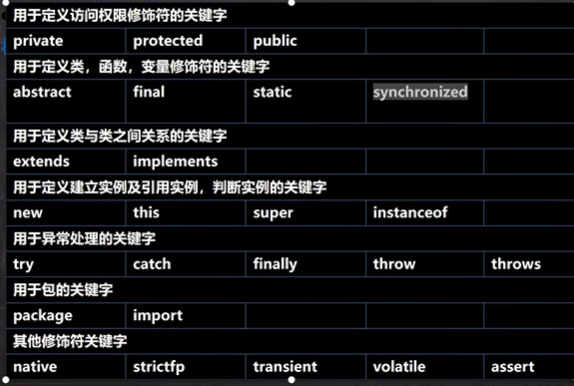 用于定义访问权限修饰符的关键字
private protected public
用于定义类，函数，变量修饰符的关键字
abstract final static synchronized
用于定义类与类之间关系的关键字
extends implements
用于定义建立实例及引用实例，判断实例的关键字
new this super instanceof
用于异常处理的关键字
try catch finally throw throws
用于包的关键字
package import
其他修饰符关键字
native strictfp transient volatile assert